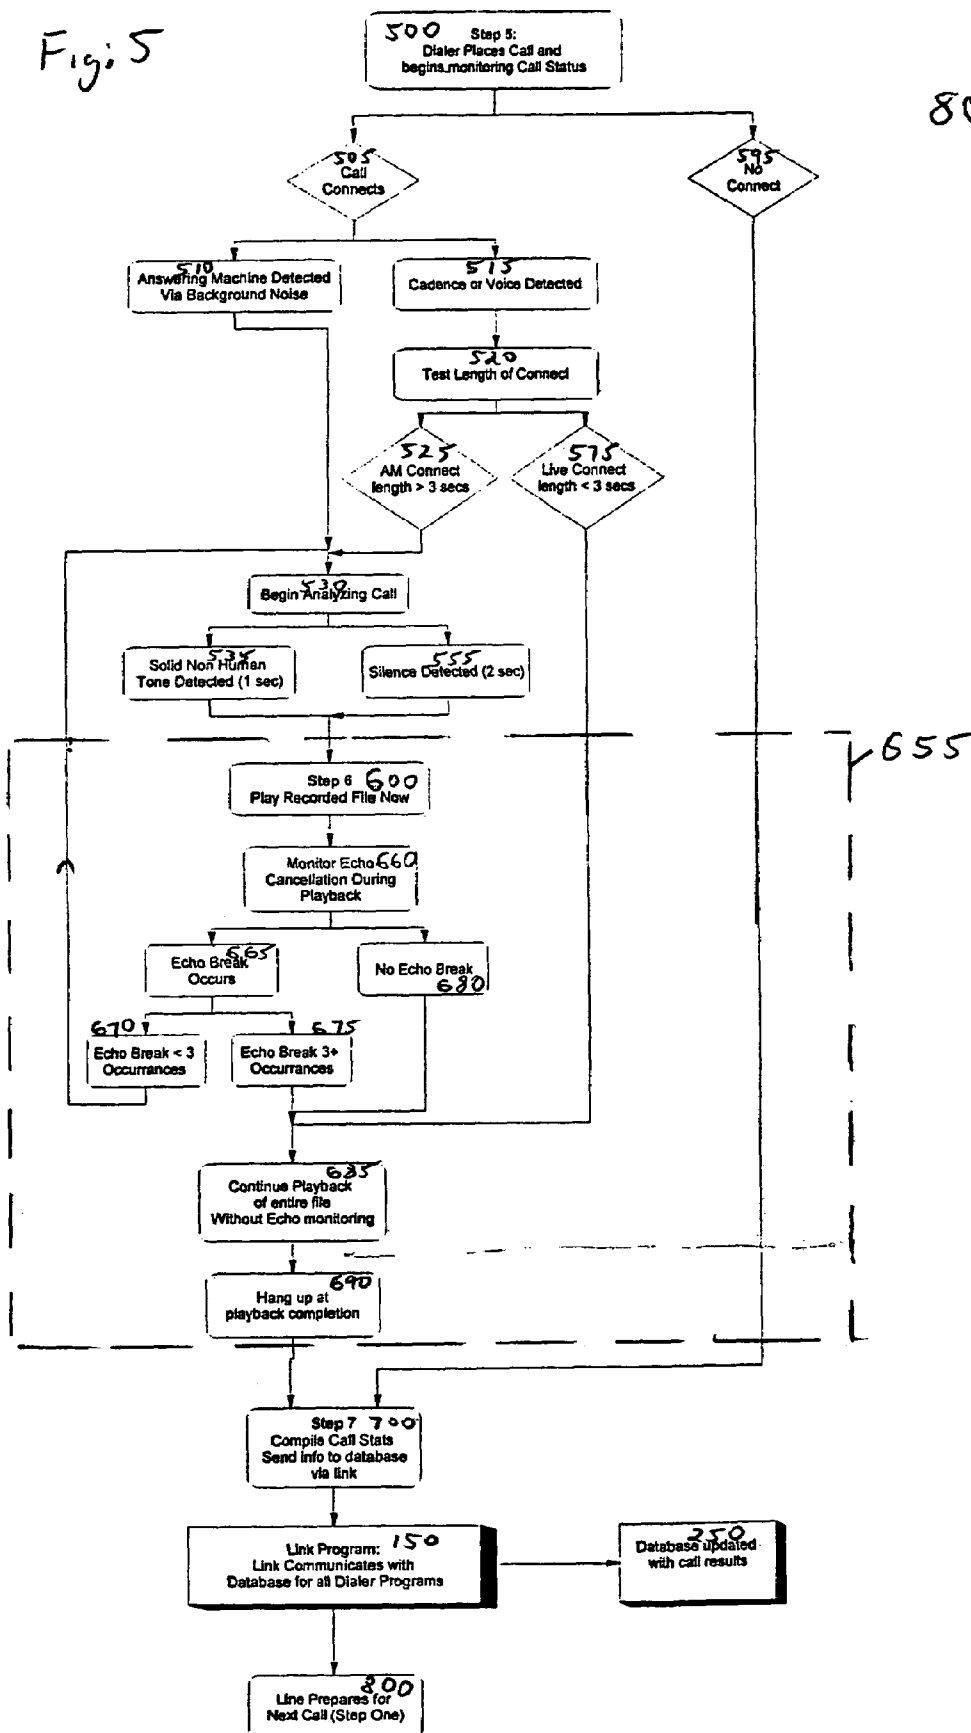 Fig: 5
500
Step 5:
Dialer Places Call and
begins monitoring Call Status
80
505
Call
Connects
595
No
Connect
510
Answering Machine Detected
Via Background Noise
515
Cadence or Voice Detected
520
Test Length of Connect
525
AM Connect
length > 3 secs
575
Live Connect
length < 3 secs
530
Begin Analyzing Call
535
Solid Non Human
Tone Detected (1 sec)
555
Silence Detected (2 sec)
655
Step 6 600
Play Recorded File Now
Monitor Echo 660
Cancellation During
Playback
665
Echo Break
Occurs
No Echo Break
680
670
Echo Break < 3
Occurrances
675
Echo Break 3+
Occurrances
685
Continue Playback
of entire file
Without Echo monitoring
690
Hang up at
playback completion
Step 7 700
Compile Call Stats
Send info to database
via link
Link Program: 150
Link Communicates with
Database for all Dialer Programs
250
Database updated
with call results
800
Line Prepares for
Next Call (Step One)